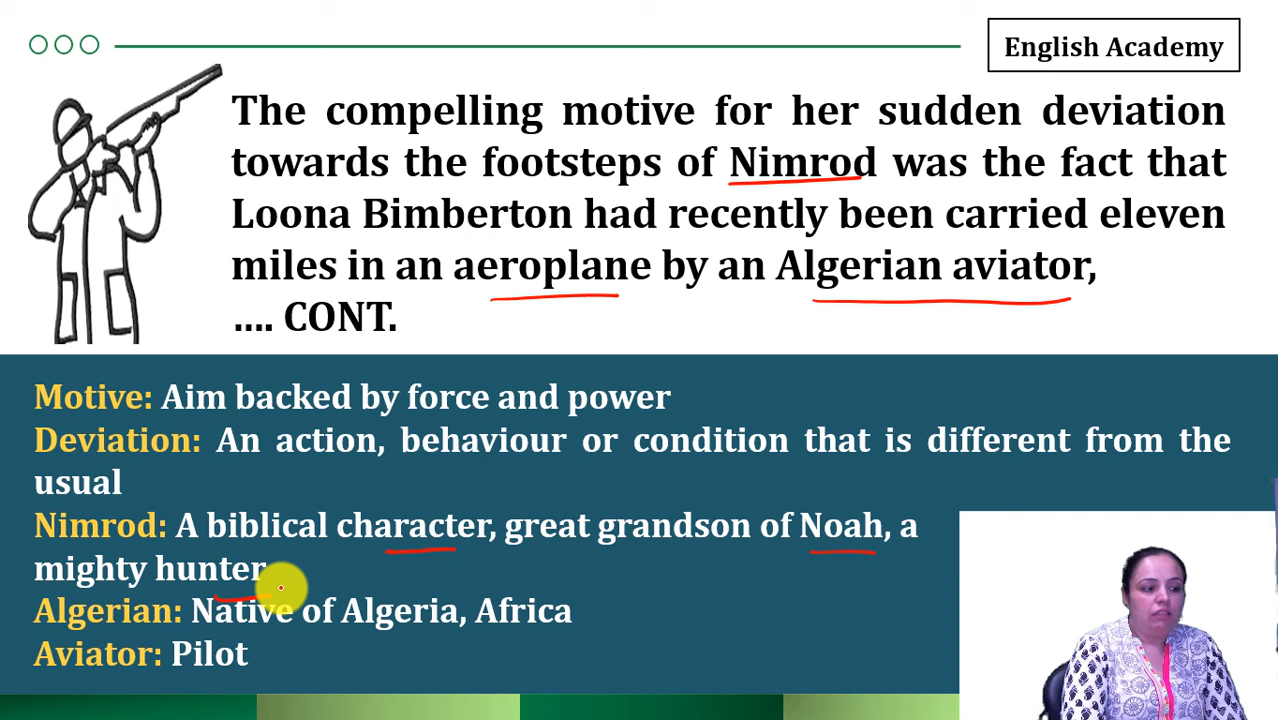 English Academy
The compelling motive for her sudden deviation
towards the footsteps of Nimrod was the fact that
Loona Bimberton had recently been carried eleven
miles in an aeroplane by an Algerian aviator,
.... CONT.
Motive: Aim backed by force and power
Deviation: An action, behaviour or condition that is different from the
usual
Nimrod: A biblical character, great grandson of Noah, a
mighty hunter
Algerian: Native of Algeria, Africa
Aviator: Pilot